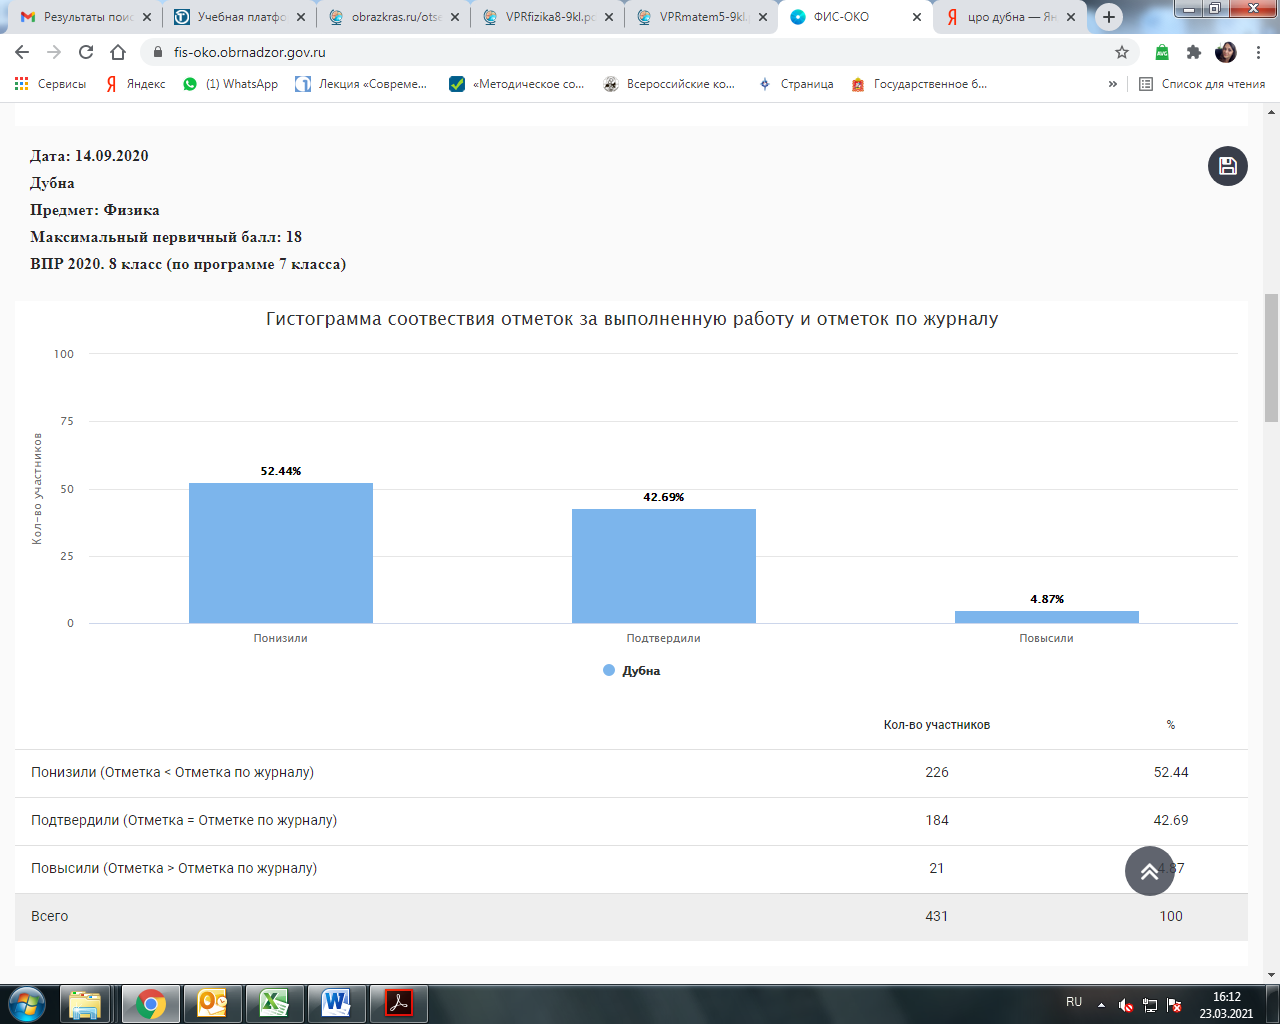 Результаты поис
Учебная платфо
obrazkras.ru/otse
VPRfizika8-9kl.pc
VPRmatem5-9kl.p
ФИС-ОКО
цро дубна — Ян
fis-oko.obrnadzor.gov.ru
Сервисы
Яндекс
(1) WhatsApp
Лекция «Совреме...
«Методическое со...
Всероссийские ко...
Страница
Государственное б...
»
Список для чтения
Дата: 14.09.2020
Дубна
Предмет: Физика
Максимальный первичный балл: 18
ВПР 2020. 8 класс (по программе 7 класса)
Гистограмма соотвествия отметок за выполненную работу и отметок по журналу
Кол-во участников
100
75
50
25
0
52.44%
42.69%
4.87%
Понизили
Подтвердили
Повысили
Дубна
Кол-во участников %
Понизили (Отметка < Отметка по журналу) 226 52.44
Подтвердили (Отметка = Отметке по журналу) 184 42.69
Повысили (Отметка > Отметка по журналу) 21 4.87
Всего 431 100
RU
16:12
23.03.2021